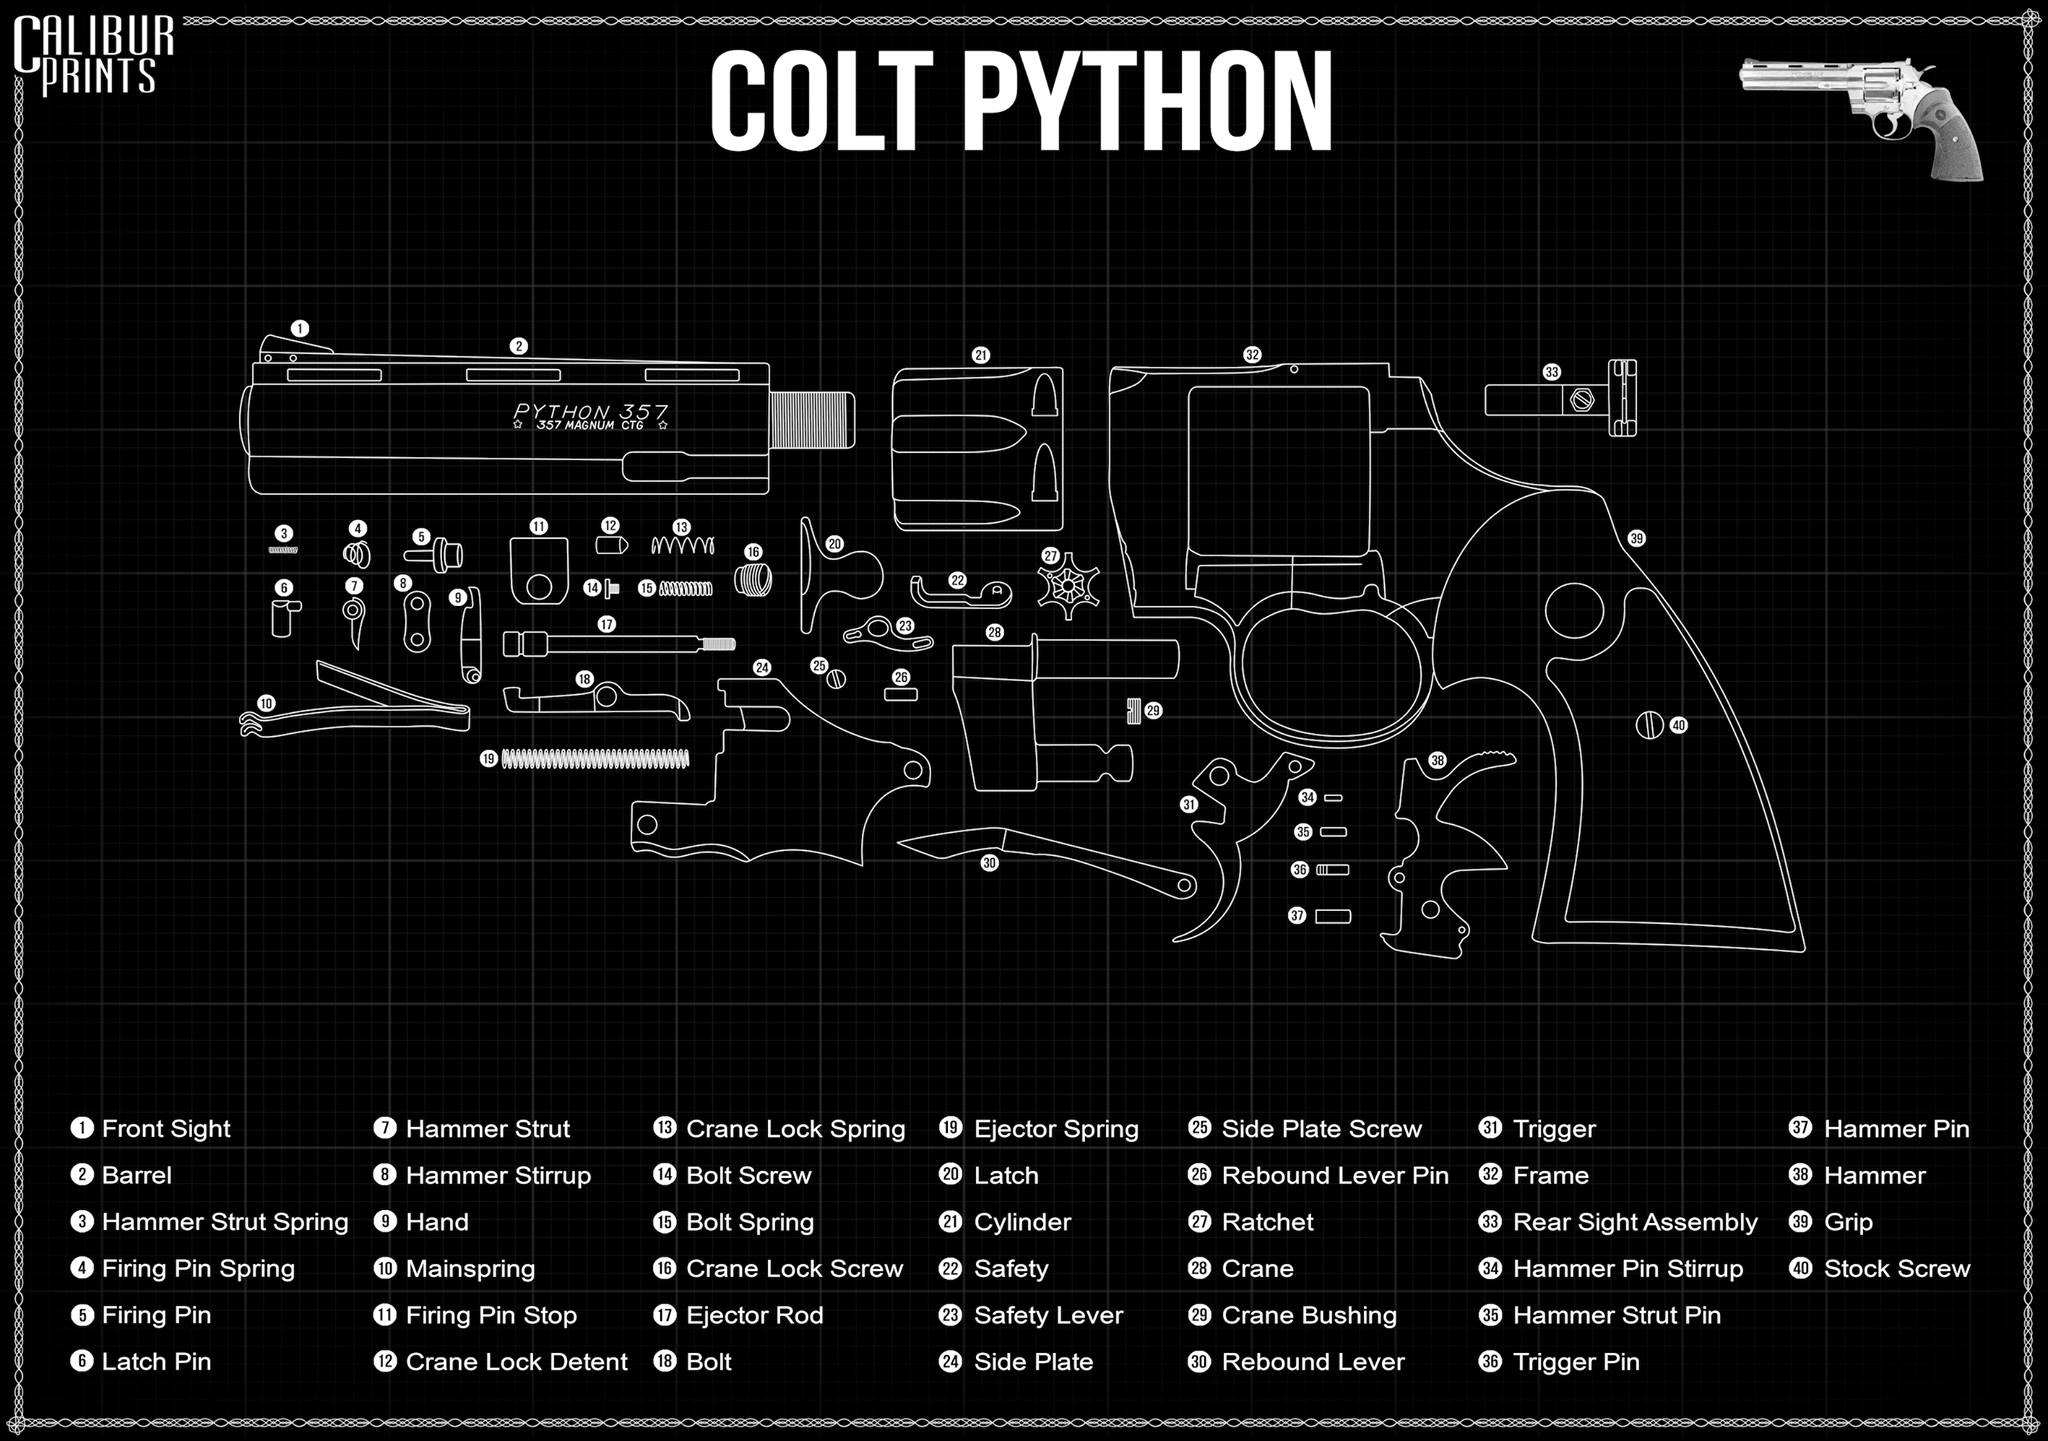 CALIBUR
PRINTS
COLT PYTHON
1
2
21
32
33
PYTHON 357
357 MAGNUM CTG
3
4
5
11
12
13
16
20
27
39
6
7
8
9
14
15
22
17
23
28
10
18
24
25
26
29
40
19
38
31
34
35
30
36
37
1 Front Sight
2 Barrel
3 Hammer Strut Spring
4 Firing Pin Spring
5 Firing Pin
6 Latch Pin
7 Hammer Strut
8 Hammer Stirrup
9 Hand
10 Mainspring
11 Firing Pin Stop
12 Crane Lock Detent
13 Crane Lock Spring
14 Bolt Screw
15 Bolt Spring
16 Crane Lock Screw
17 Ejector Rod
18 Bolt
19 Ejector Spring
20 Latch
21 Cylinder
22 Safety
23 Safety Lever
24 Side Plate
25 Side Plate Screw
26 Rebound Lever Pin
27 Ratchet
28 Crane
29 Crane Bushing
30 Rebound Lever
31 Trigger
32 Frame
33 Rear Sight Assembly
34 Hammer Pin Stirrup
35 Hammer Strut Pin
36 Trigger Pin
37 Hammer Pin
38 Hammer
39 Grip
40 Stock Screw